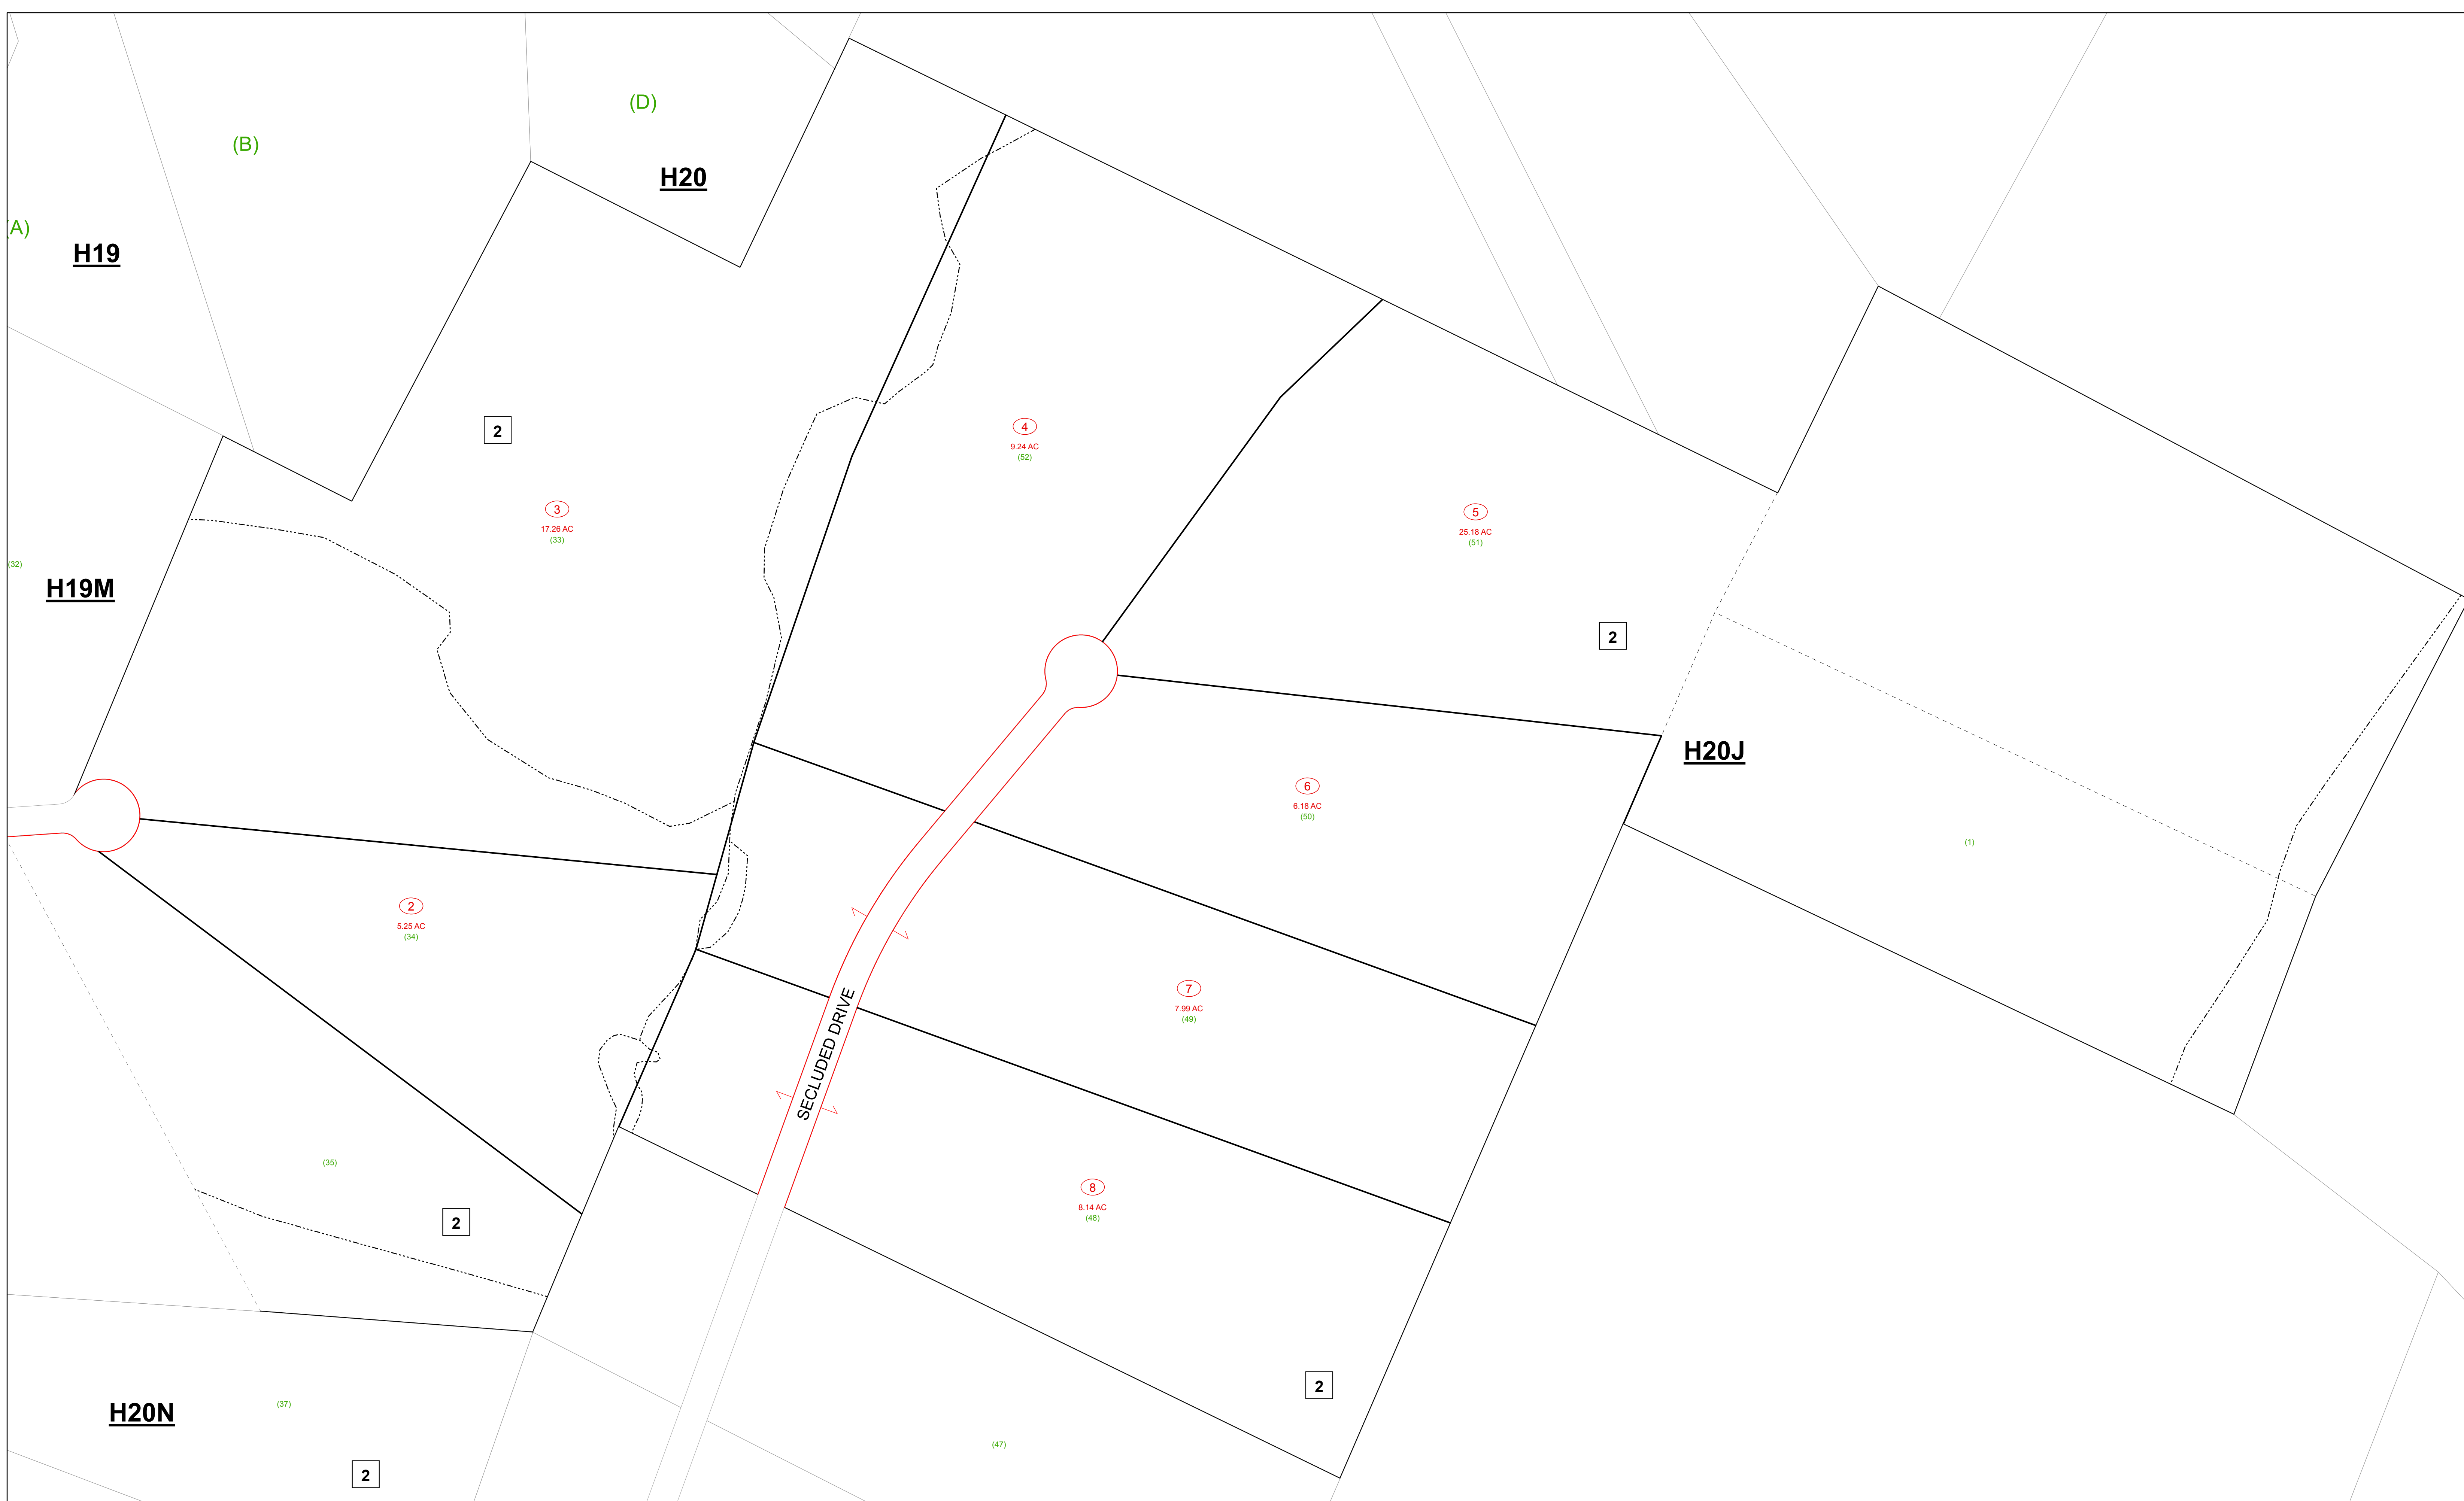 (D)
(B)
H20
(A)
H19
2
4
9.24 AC
(52)
3
17.26 AC
(33)
5
25.18 AC
(51)
(32)
H19M
2
H20J
6
6.18 AC
(50)
(1)
2
5.25 AC
(34)
7
7.99 AC
(49)
SECLUDED DRIVE
(35)
8
8.14 AC
(48)
2
2
(37)
H20N
(47)
2